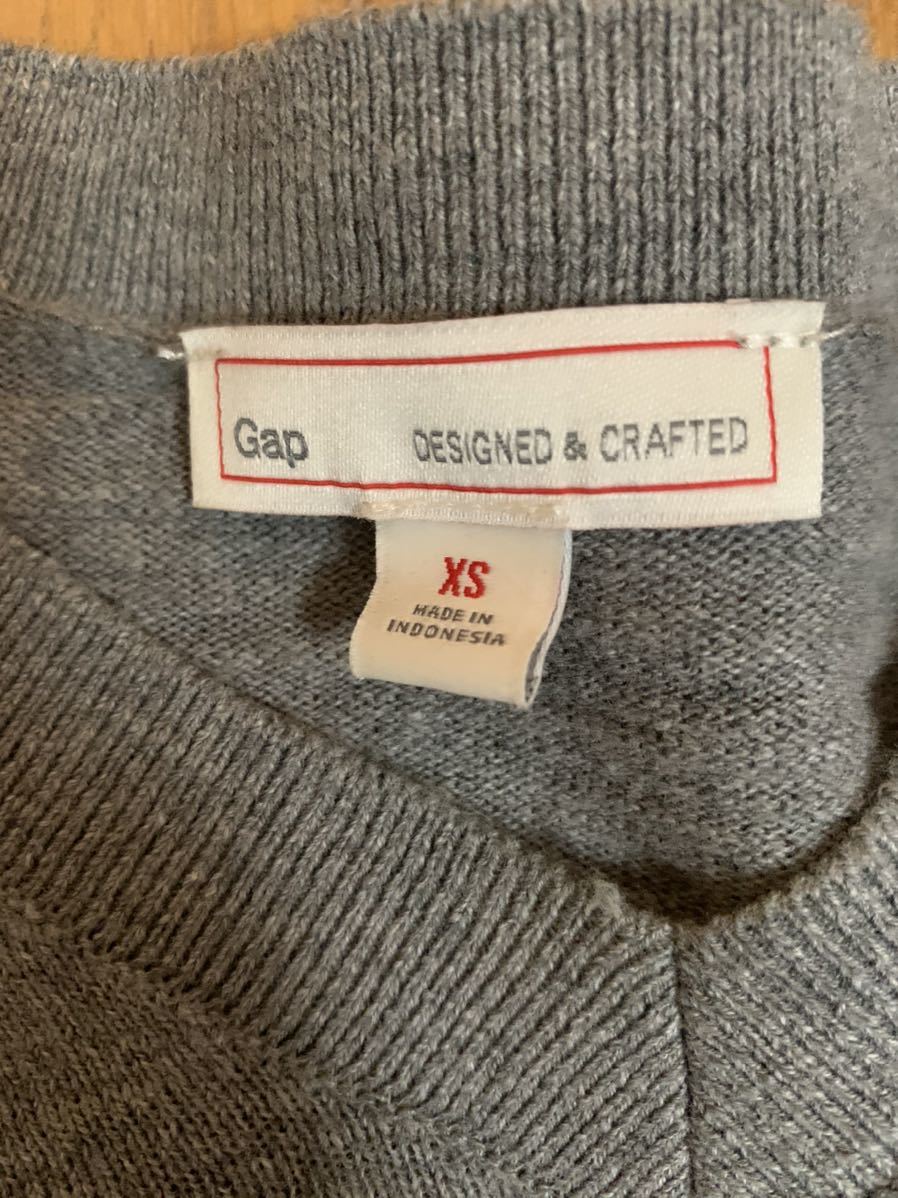 Gap DESIGNED & CRAFTED
XS
MADE IN
INDONESIA